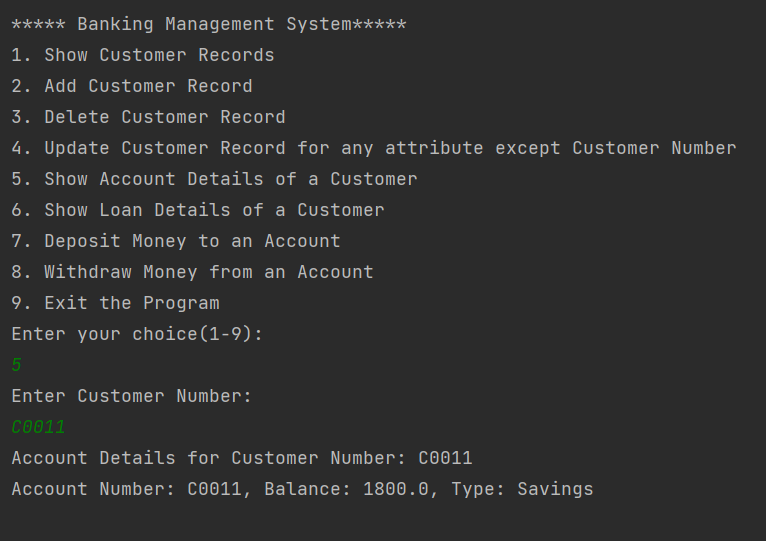 ***** Banking Management System*****
1. Show Customer Records
2. Add Customer Record
3. Delete Customer Record
4. Update Customer Record for any attribute except Customer Number
5. Show Account Details of a Customer
6. Show Loan Details of a Customer
7. Deposit Money to an Account
8. Withdraw Money from an Account
9. Exit the Program
Enter your choice(1-9):
5
Enter Customer Number:
C0011
Account Details for Customer Number: C0011
Account Number: C0011, Balance: 1800.0, Type: Savings